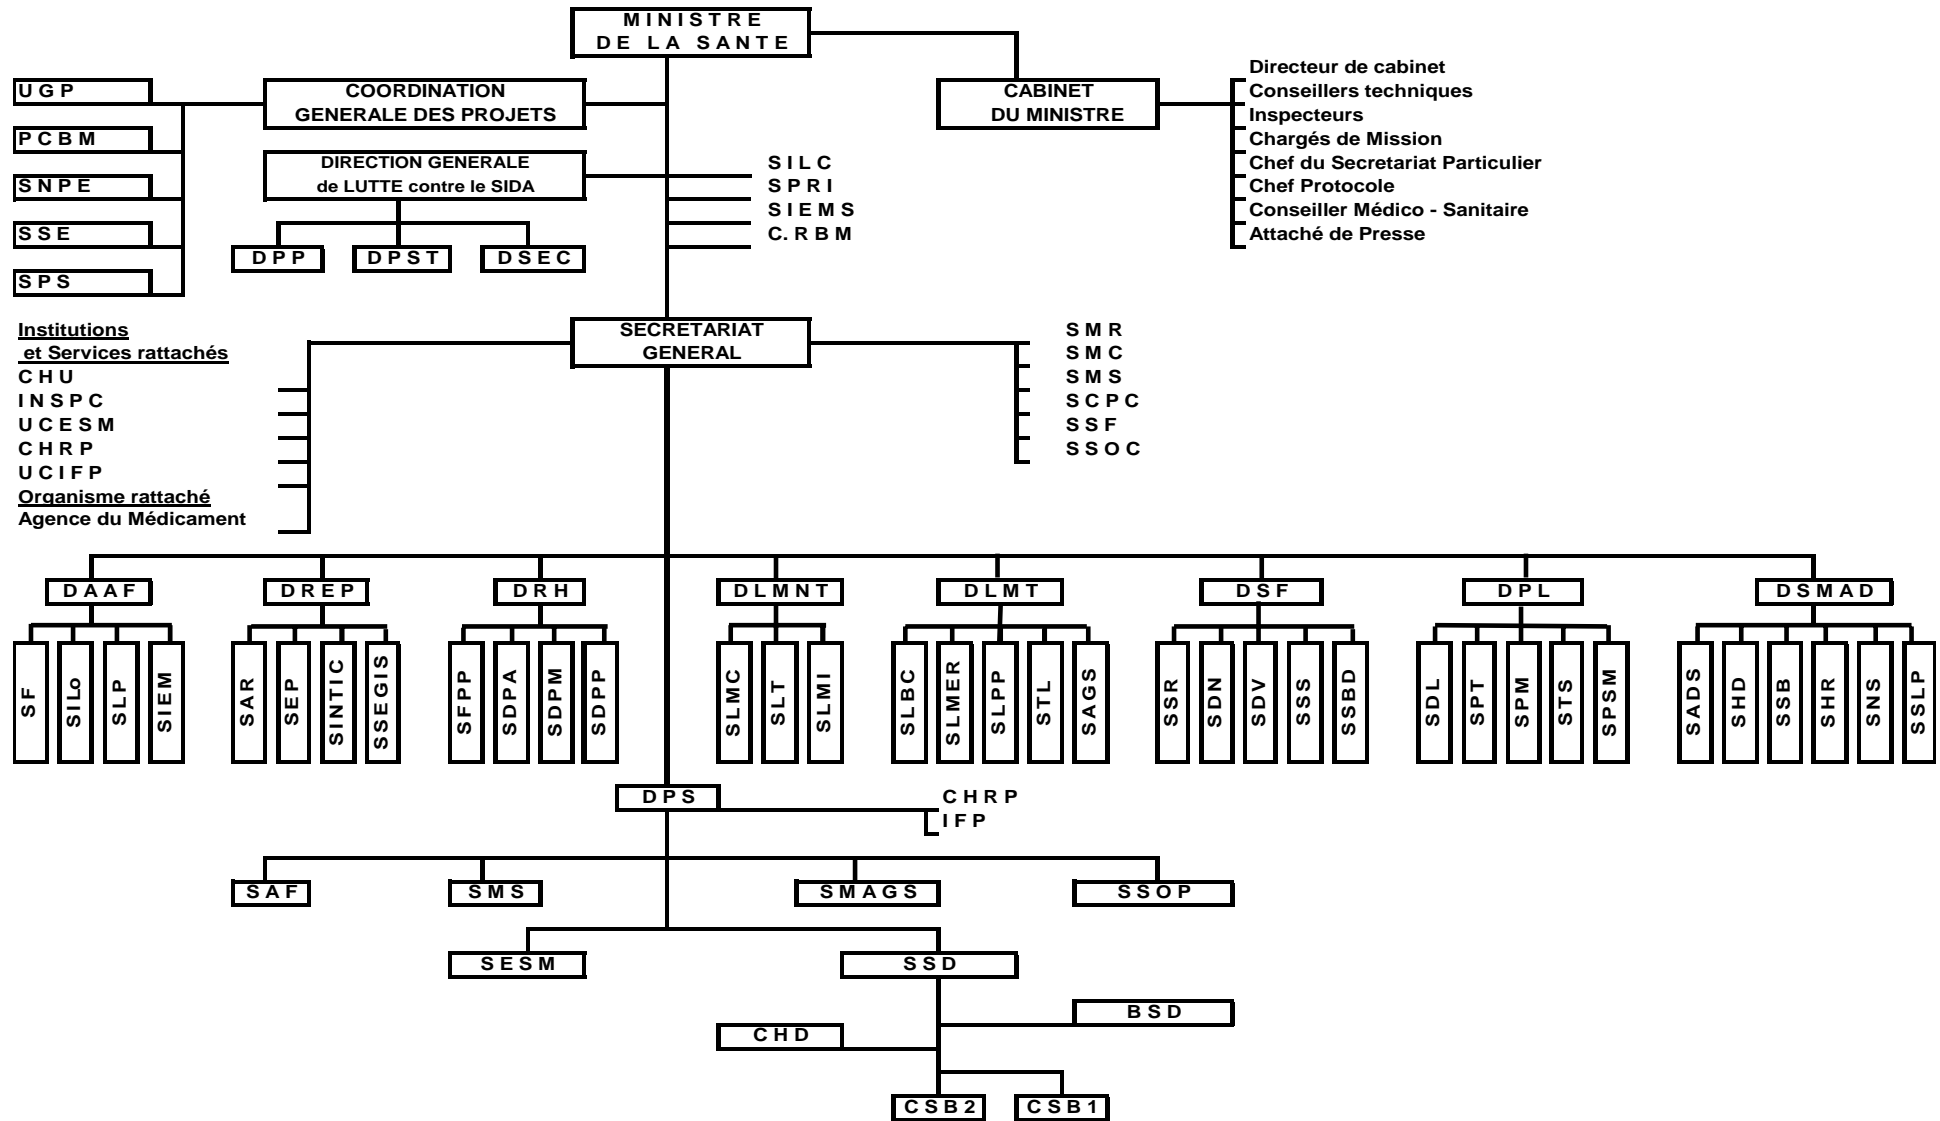 MINISTRE
DE LA SANTE
UGP
PCBM
SNPE
SSE
SPS
COORDINATION
GENERALE DES PROJETS
DIRECTION GENERALE
de LUTTE contre le SIDA
DPP
DPST
DSEC
SILC
SPRI
SIEMS
C. RBM
CABINET
DU MINISTRE
Directeur de cabinet
Conseillers techniques
Inspecteurs
Chargés de Mission
Chef du Secretariat Particulier
Chef Protocole
Conseiller Médico - Sanitaire
Attaché de Presse
Institutions
et Services rattachés
CHU
INSPC
UCESM
CHRP
UCIFP
Organisme rattaché
Agence du Médicament
SECRETARIAT
GENERAL
SMR
SMC
SMS
SCPC
SSF
SSOC
DAAF
DREP
DRH
DLMNT
DLMT
DSF
DPL
DSMAD
SF
SILo
SLP
SIEM
SAR
SEP
SINTIC
SSEGIS
SFPP
SDPA
SDPM
SDPP
SLMC
SLT
SLMI
SLBC
SLMER
SLPP
STL
SAGS
SSR
SDN
SDV
SSS
SSBD
SDL
SPT
SPM
STS
SPSM
SADS
SHD
SSB
SHR
SNS
SSLP
DPS
CHRP
IFP
SAF
SMS
SMAGS
SSOP
SESM
SSD
BSD
CHD
CSB2
CSB1